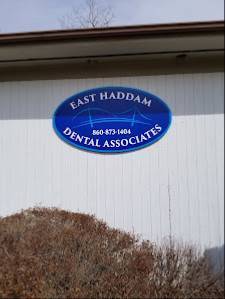 EAST HADDAM
860-873-1404
DENTAL ASSOCIATES